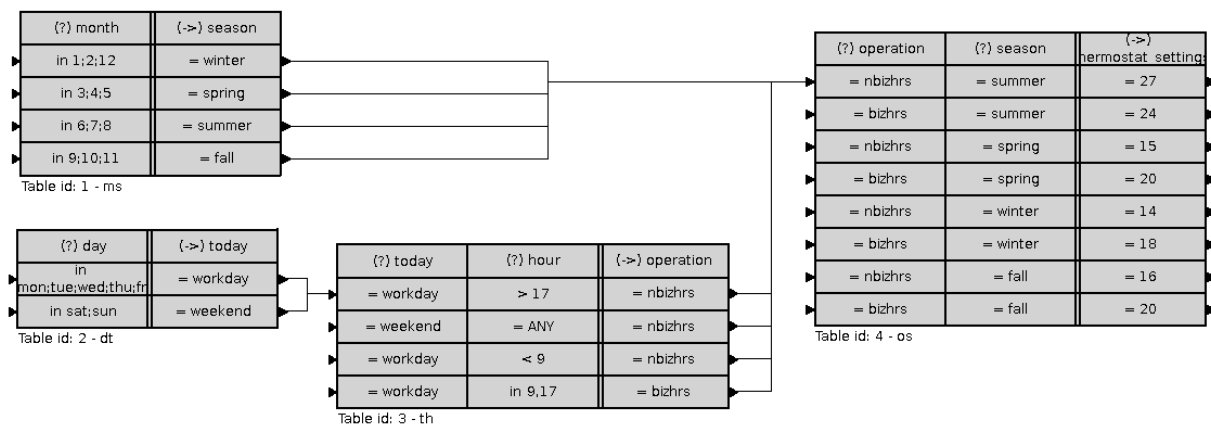 (?) month (->) season
in 1;2;12 = winter
in 3;4;5 = spring
in 6;7;8 = summer
in 9;10;11 = fall
Table id: 1 - ms
(?) day (->) today
in
mon;tue;wed;thu;fr = workday
in sat;sun = weekend
Table id: 2 - dt
(?) today (?) hour (->) operation
= workday > 17 = nbizhrs
= weekend = ANY = nbizhrs
= workday < 9 = nbizhrs
= workday in 9,17 = bizhrs
Table id: 3 - th
(?) operation (?) season (->)
hermostat settings
= nbizhrs = summer = 27
= bizhrs = summer = 24
= nbizhrs = spring = 15
= bizhrs = spring = 20
= nbizhrs = winter = 14
= bizhrs = winter = 18
= nbizhrs = fall = 16
= bizhrs = fall = 20
Table id: 4 - os